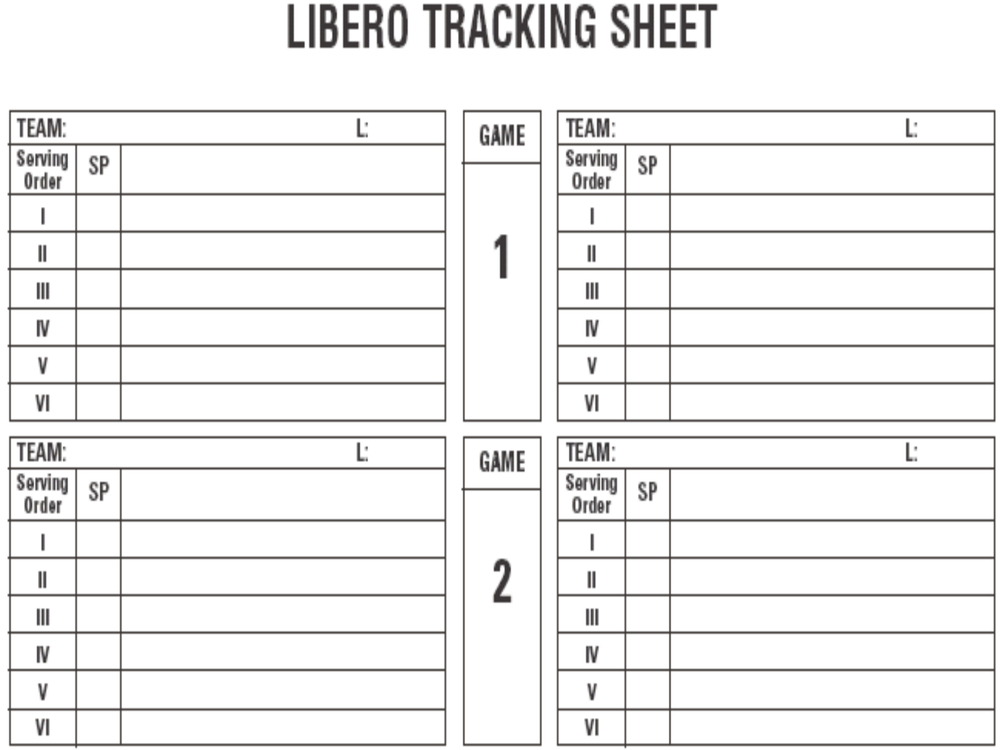 LIBERO TRACKING SHEET
TEAM: L:
Serving Order SP
I
II
III
IV
V
VI
GAME
1
TEAM: L:
Serving Order SP
I
II
III
IV
V
VI
TEAM: L:
Serving Order SP
I
II
III
IV
V
VI
GAME
2
TEAM: L:
Serving Order SP
I
II
III
IV
V
VI